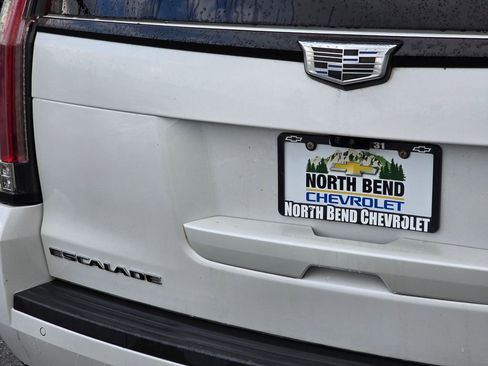 31
NORTH BEND
CHEVROLET
NORTH BEND CHEVROLET
ESCALADE